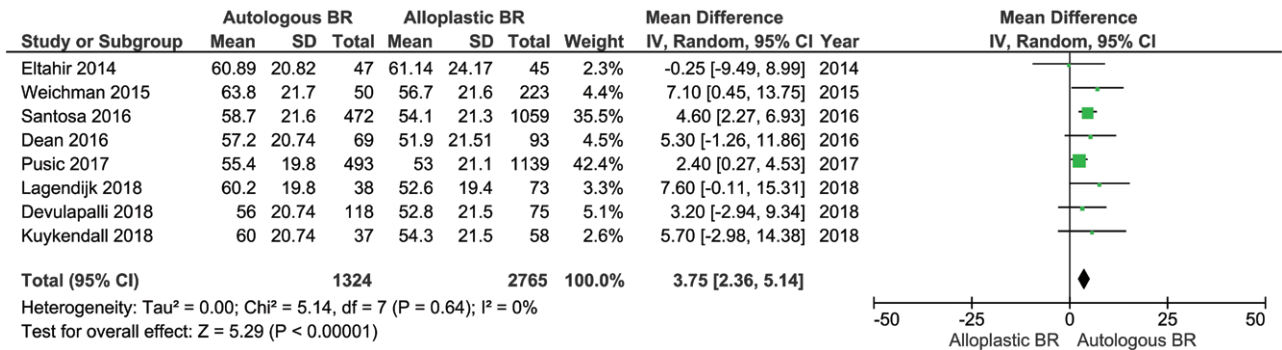 Autologous BR Alloplastic BR Mean Difference Mean Difference
Study or Subgroup Mean SD Total Mean SD Total Weight IV, Random, 95% CI Year IV, Random, 95% CI
Eltahir 2014 60.89 20.82 47 61.14 24.17 45 2.3% -0.25 [-9.49, 8.99] 2014
Weichman 2015 63.8 21.7 50 56.7 21.6 223 4.4% 7.10 [0.45, 13.75] 2015
Santosa 2016 58.7 21.6 472 54.1 21.3 1059 35.5% 4.60 [2.27, 6.93] 2016
Dean 2016 57.2 20.74 69 51.9 21.51 93 4.5% 5.30 [-1.26, 11.86] 2016
Pusic 2017 55.4 19.8 493 53 21.1 1139 42.4% 2.40 [0.27, 4.53] 2017
Lagendijk 2018 60.2 19.8 38 52.6 19.4 73 3.3% 7.60 [-0.11, 15.31] 2018
Devulapalli 2018 56 20.74 118 52.8 21.5 75 5.1% 3.20 [-2.94, 9.34] 2018
Kuykendall 2018 60 20.74 37 54.3 21.5 58 2.6% 5.70 [-2.98, 14.38] 2018
Total (95% CI) 1324 2765 100.0% 3.75 [2.36, 5.14]
Heterogeneity: Tau² = 0.00; Chi² = 5.14, df = 7 (P = 0.64); I² = 0%
Test for overall effect: Z = 5.29 (P < 0.00001)
-50 -25 0 25 50
Alloplastic BR Autologous BR